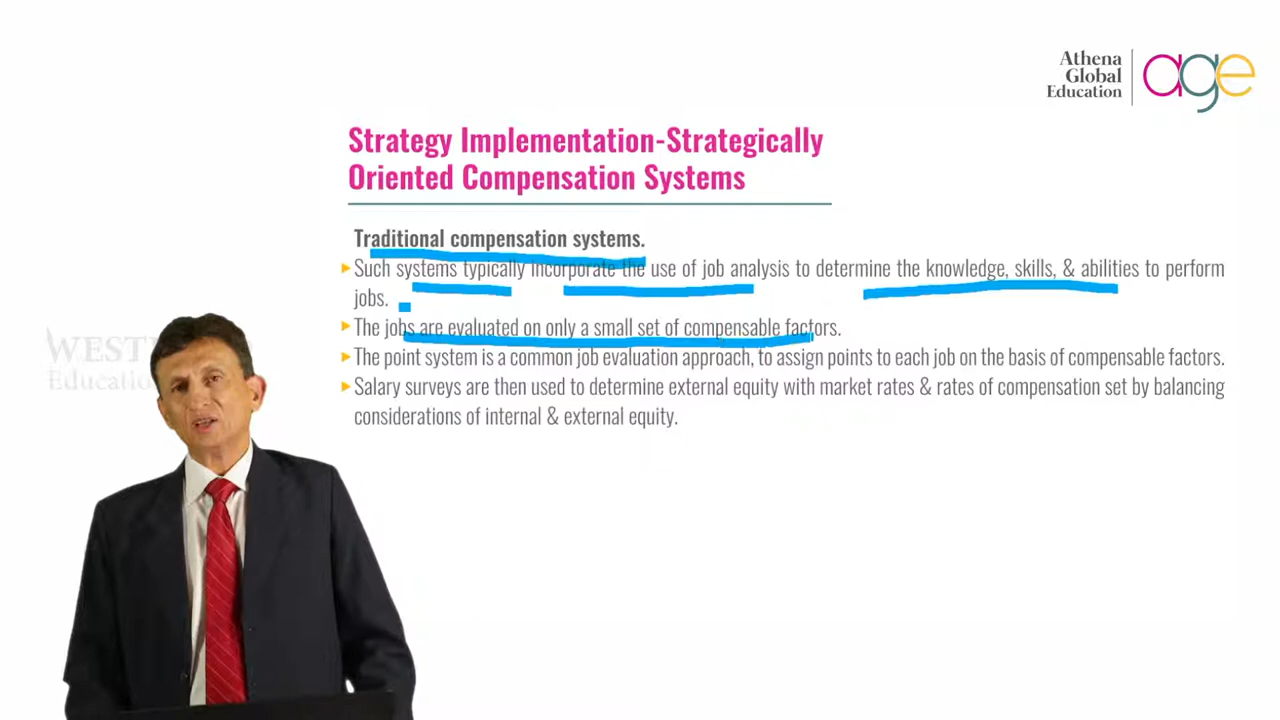 Athena
Global
Education
age
Strategy Implementation-Strategically
Oriented Compensation Systems
Traditional compensation systems.
Such systems typically incorporate the use of job analysis to determine the knowledge, skills, & abilities to perform
jobs.
The jobs are evaluated on only a small set of compensable factors.
The point system is a common job evaluation approach, to assign points to each job on the basis of compensable factors.
Salary surveys are then used to determine external equity with market rates & rates of compensation set by balancing
considerations of internal & external equity.
Education